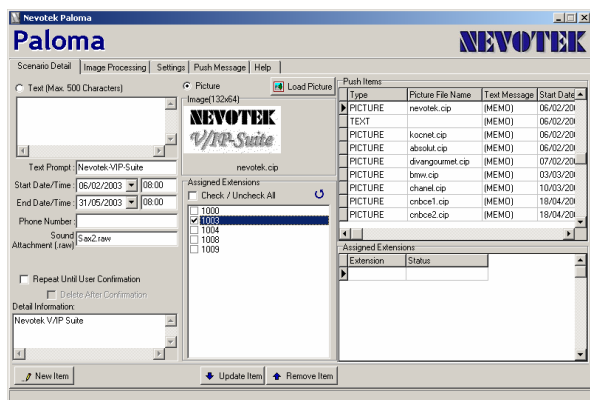 Nevotek Paloma
Paloma
NEVOTEK
Scenario Detail Image Processing Settings Push Message Help
Text (Max. 500 Characters)
Text Prompt : Nevotek-VIP-Suite
Start Date/Time : 06/02/2003 08:00
End Date/Time : 31/05/2003 08:00
Phone Number :
Sound Attachment (.raw) Sax2.raw
Repeat Until User Confirmation
Delete After Confirmation
Detail Information:
Nevotek V/IP Suite
New Item
Picture Load Picture
Image(132x64)
NEVOTEK
V/IP-Suite
nevotek.cip
Assigned Extensions
Check / Uncheck All
1000
1003
1004
1008
1009
Update Item Remove Item
Push Items
Type Picture File Name Text Message Start Date
PICTURE nevotek.cip (MEMO) 06/02/20
TEXT (MEMO) 06/02/20
PICTURE kocnet.cip (MEMO) 06/02/20
PICTURE absolut.cip (MEMO) 06/02/20
PICTURE divangourmet.cip (MEMO) 07/02/20
PICTURE bmw.cip (MEMO) 03/03/20
PICTURE chanel.cip (MEMO) 10/03/20
PICTURE cnbce1.cip (MEMO) 18/04/20
PICTURE cnbce2.cip (MEMO) 18/04/20
Assigned Extensions
Extension Status